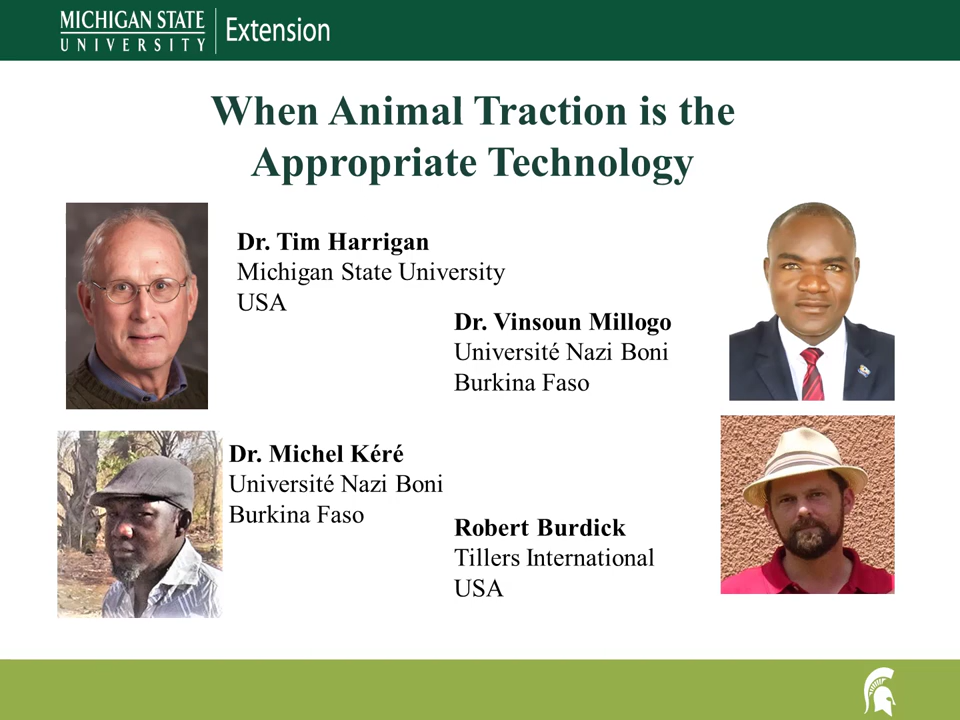 MICHIGAN STATE
UNIVERSITY
Extension
When Animal Traction is the
Appropriate Technology
Dr. Tim Harrigan
Michigan State University
USA
Dr. Vinsoun Millogo
Université Nazi Boni
Burkina Faso
Dr. Michel Kéré
Université Nazi Boni
Burkina Faso
Robert Burdick
Tillers International
USA